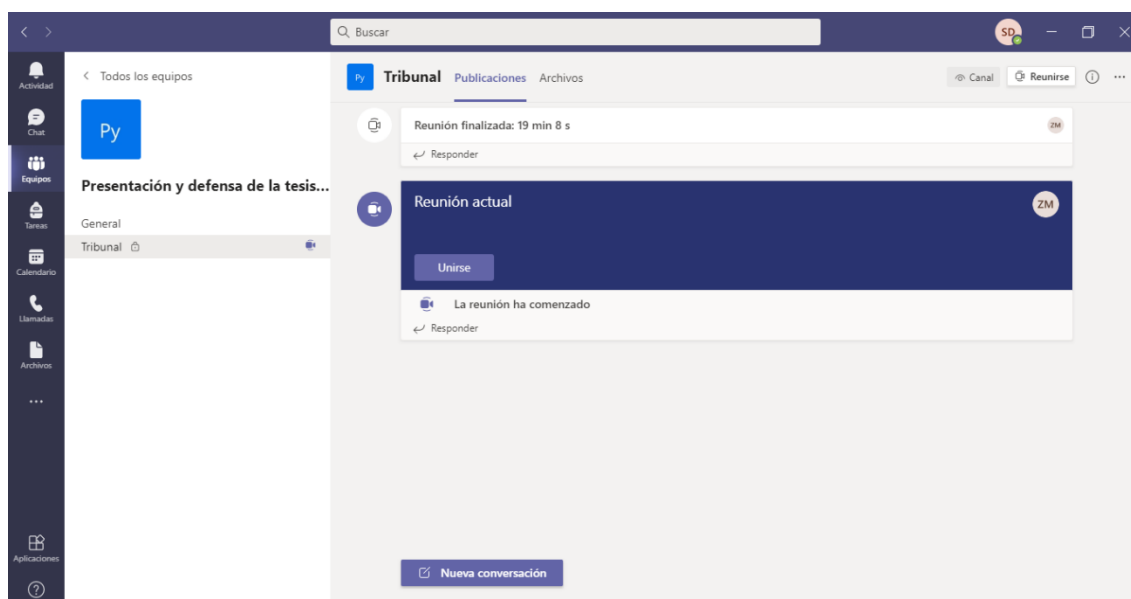 Buscar
SD
Actividad
Chat
Equipos
Tareas
Calendario
Llamadas
Archivos
...
Aplicaciones
Todos los equipos
Py
Presentación y defensa de la tesis...
General
Tribunal
Py Tribunal Publicaciones Archivos
Canal Reunirse ...
Reunión finalizada: 19 min 8 s ZM
Responder
Reunión actual ZM
Unirse
La reunión ha comenzado
Responder
Nueva conversación